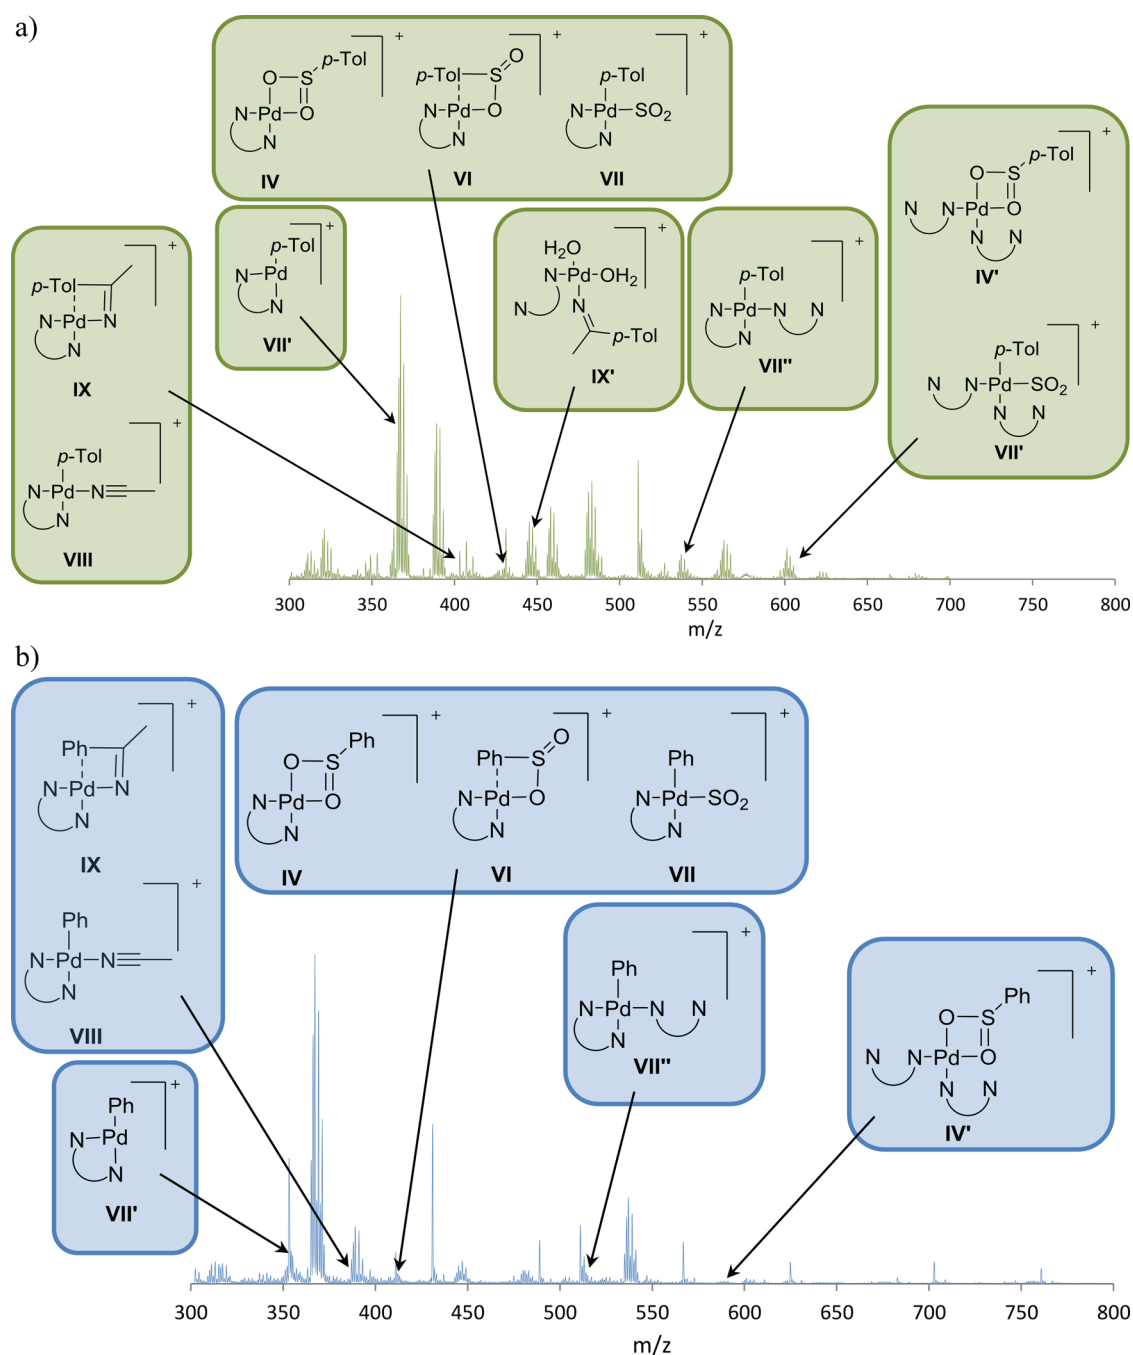 a)
O
S
p-Tol
+
N
Pd
O
N
IV
p-Tol
S
O
+
N
Pd
O
N
VI
+
p-Tol
N
Pd
SO2
N
VII
+
O
S
p-Tol
N
N
Pd
O
N
N
IV'
+
p-Tol
N
N
Pd
SO2
N
N
VII'
+
p-Tol
N
Pd
N
VII'
+
p-Tol
N
Pd
N
N
IX
+
p-Tol
N
Pd
N
N
VIII
+
H2O
N
Pd
OH2
N
N
p-Tol
IX'
+
p-Tol
N
Pd
N
N
N
VII''
300 350 400 450 500 550 600 650 700 750 800
m/z
b)
+
Ph
N
Pd
N
N
IX
+
Ph
N
Pd
N
N
VIII
+
O
S
Ph
N
Pd
O
N
IV
+
Ph
S
O
N
Pd
O
N
VI
+
Ph
N
Pd
SO2
N
VII
+
Ph
N
Pd
N
VII'
+
Ph
N
Pd
N
N
N
VII''
+
O
S
Ph
N
N
Pd
O
N
N
IV'
300 350 400 450 500 550 600 650 700 750 800
m/z